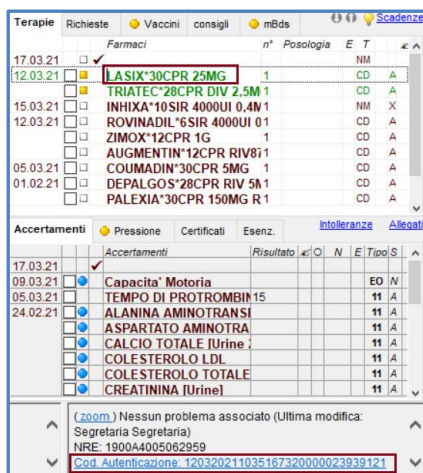 Terapie Richieste Vaccini consigli mBds Scadenze
Farmaci n° Posologia E T
17.03.21 NM
12.03.21 LASIX*30CPR 25MG 1 CD A
TRIATEC*28CPR DIV 2,5M 1 CD A
15.03.21 INHIXA*10SIR 4000UI 0,4M 1 NM X
12.03.21 ROVINADIL*6SIR 4000UI 0 1 CD A
ZIMOX*12CPR 1G 1 CD A
AUGMENTIN*12CPR RIV87 1 CD A
05.03.21 COUMADIN*30CPR 5MG 1 CD A
01.02.21 DEPALGOS*28CPR RIV 5M 1 CD A
PALEXIA*30CPR 150MG R 1 CD A
Accertamenti Pressione Certificati Esenz. Intolleranze Allegati
Accertamenti Risultato O N E Tipo S
17.03.21
09.03.21 Capacita' Motoria EO N
05.03.21 TEMPO DI PROTROMBIN 15 11 A
24.02.21 ALANINA AMINOTRANSI 11 A
ASPARTATO AMINOTRA 11 A
CALCIO TOTALE [Urine 2 11 A
COLESTEROLO LDL 11 A
COLESTEROLO TOTALE 11 A
CREATININA [Urine] 11 A
( zoom ) Nessun problema associato (Ultima modifica:
Segretaria Segretaria)
NRE: 1900A4005062959
Cod. Autenticazione: 120320211035167320000023939121